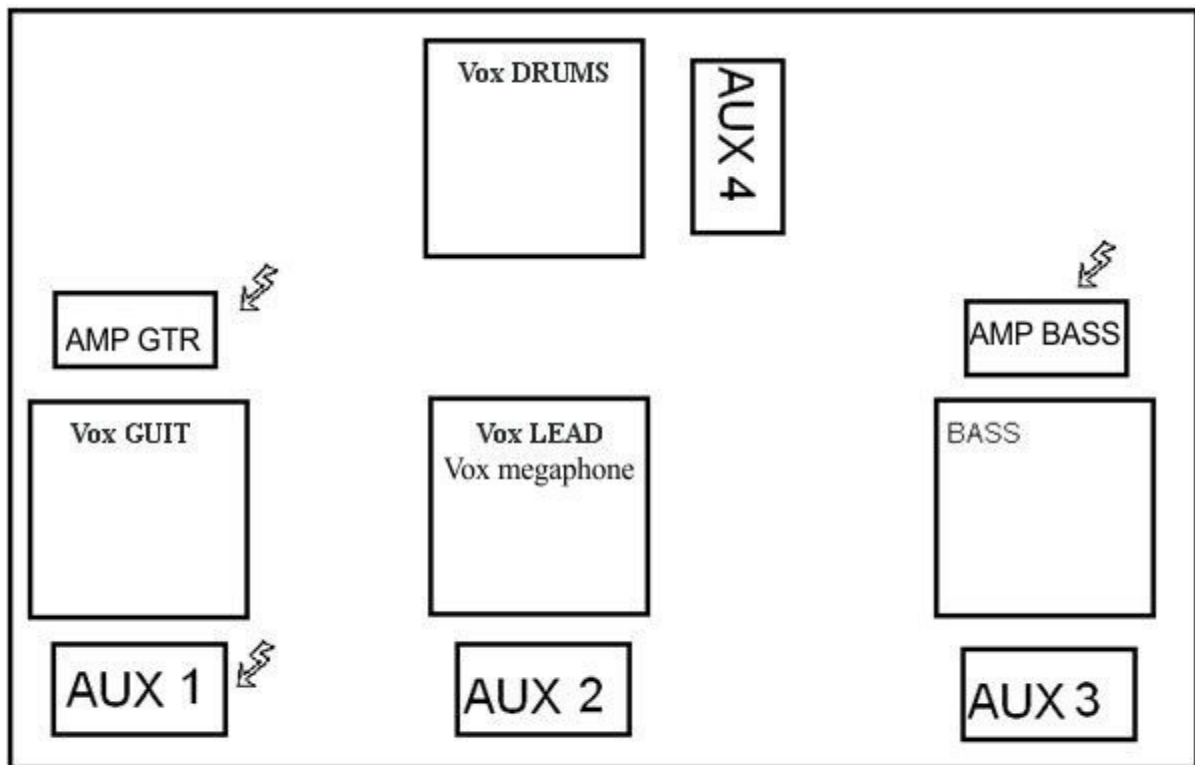 Vox DRUMS
AUX 4
AMP GTR
AMP BASS
Vox GUIT
Vox LEAD
Vox megaphone
BASS
AUX 1
AUX 2
AUX 3